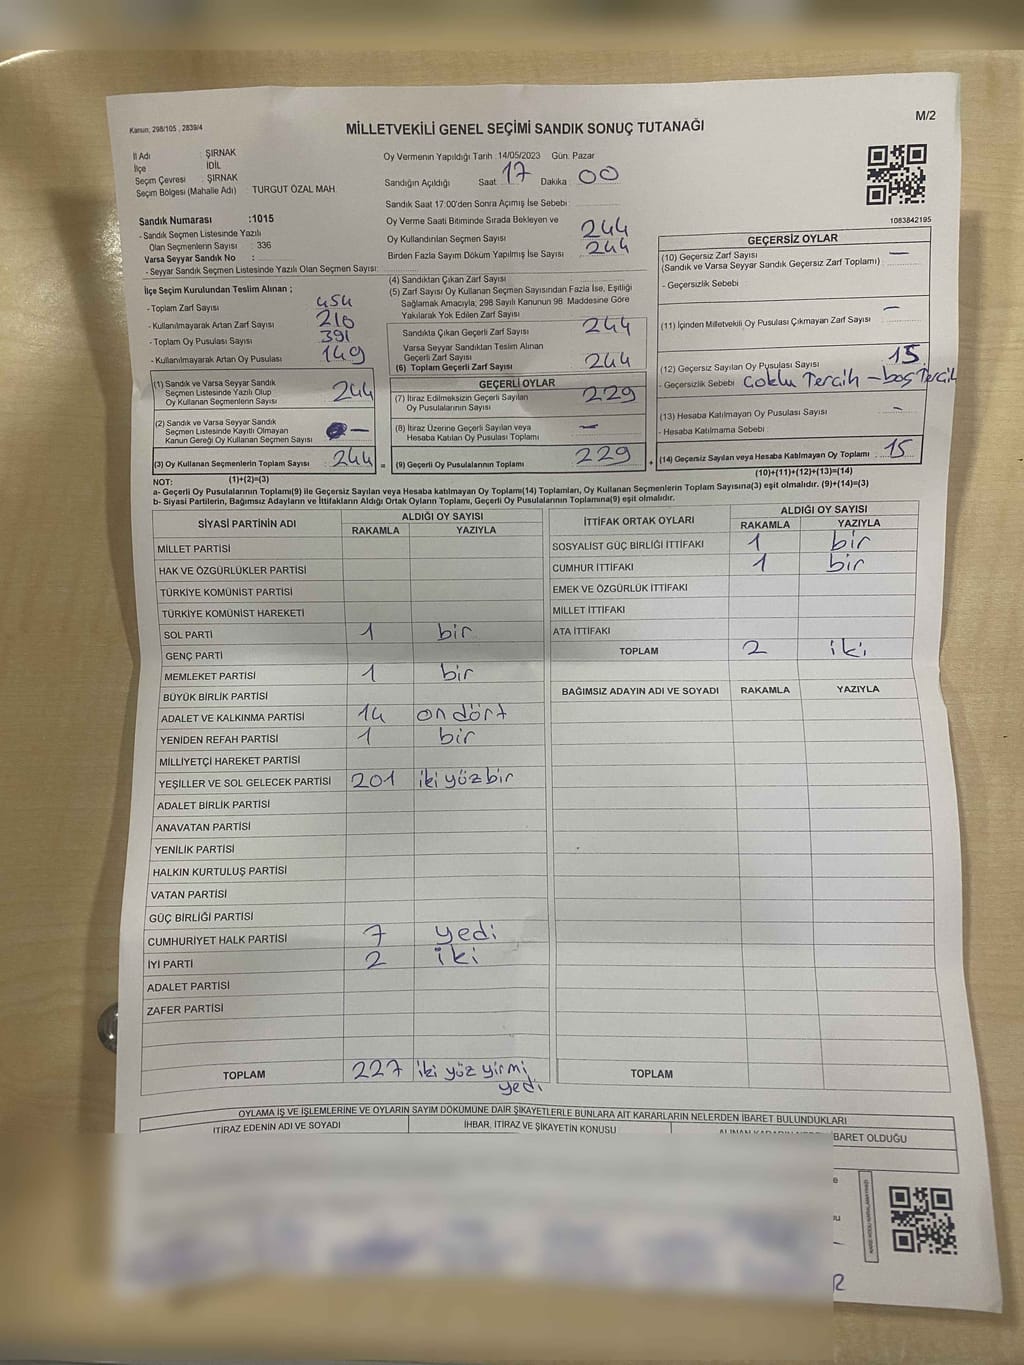 Kanun; 298/105 , 2839/4
MİLLETVEKİLİ GENEL SEÇİMİ SANDIK SONUÇ TUTANAĞI
M/2
İl Adı : ŞIRNAK
İlçe İDİL
Seçim Çevresi : ŞIRNAK
Seçim Bölgesi (Mahalle Adı) : TURGUT ÖZAL MAH.
Sandık Numarası :1015
- Sandık Seçmen Listesinde Yazılı
Olan Seçmenlerin Sayısı : 336
Varsa Seyyar Sandık No :
- Seyyar Sandık Seçmen Listesinde Yazılı Olan Seçmen Sayısı:
Oy Vermenin Yapıldığı Tarih :14/05/2023 Gün: Pazar
Sandığın Açıldığı Saat 17 Dakika 00
Sandık Saat 17:00'den Sonra Açımış İse Sebebi :
Oy Verme Saati Bitiminde Sırada Bekleyen ve
Oy Kullandırılan Seçmen Sayısı 244
Birden Fazla Sayım Döküm Yapılmış İse Sayısı : 244
1083842195
İlçe Seçim Kurulundan Teslim Alınan ;
- Toplam Zarf Sayısı 454
- Kullanılmayarak Artan Zarf Sayısı 210
- Toplam Oy Pusulası Sayısı 391
- Kullanılmayarak Artan Oy Pusulası 149
(1) Sandık ve Varsa Seyyar Sandık
Seçmen Listesinde Yazılı Olup
Oy Kullanan Seçmenlerin Sayısı 244
(2) Sandık ve Varsa Seyyar Sandık
Seçmen Listesinde Kayıtlı Olmayan
Kanun Gereği Oy Kullanan Seçmen Sayısı –
(3) Oy Kullanan Seçmenlerin Toplam Sayısı 244 =
(1)+(2)=(3)
(4) Sandıktan Çıkan Zarf Sayısı
(5) Zarf Sayısı Oy Kullanan Seçmen Sayısından Fazla İse, Eşitliği
Sağlamak Amacıyla, 298 Sayılı Kanunun 98. Maddesine Göre
Yakılarak Yok Edilen Zarf Sayısı :
Sandıkta Çıkan Geçerli Zarf Sayısı 244
Varsa Seyyar Sandıktan Teslim Alınan
Geçerli Zarf Sayısı
(6) Toplam Geçerli Zarf Sayısı 244
GEÇERLİ OYLAR
(7) İtiraz Edilmeksizin Geçerli Sayılan
Oy Pusulalarının Sayısı 229
(8) İtiraz Üzerine Geçerli Sayılan veya
Hesaba Katılan Oy Pusulası Toplamı –
(9) Geçerli Oy Pusulalarının Toplamı 229 +
GEÇERSİZ OYLAR
(10) Geçersiz Zarf Sayısı –
(Sandık ve Varsa Seyyar Sandık Geçersiz Zarf Toplamı)
- Geçersizlik Sebebi
(11) İçinden Milletvekili Oy Pusulası Çıkmayan Zarf Sayısı –
(12) Geçersiz Sayılan Oy Pusulası Sayısı 15
- Geçersizlik Sebebi Çoklu Tercih – boş Tercih
(13) Hesaba Katılmayan Oy Pusulası Sayısı –
- Hesaba Katılmama Sebebi
(14) Geçersiz Sayılan veya Hesaba Katılmayan Oy Toplamı 15
(10)+(11)+(12)+(13)=(14)
NOT:
a- Geçerli Oy Pusulalarının Toplamı(9) ile Geçersiz Sayılan veya Hesaba katılmayan Oy Toplamı(14) Toplamları, Oy Kullanan Seçmenlerin Toplam Sayısına(3) eşit olmalıdır. (9)+(14)=(3)
b- Siyasi Partilerin, Bağımsız Adayların ve İttifakların Aldığı Ortak Oyların Toplamı, Geçerli Oy Pusulalarının Toplamına(9) eşit olmalıdır.
SİYASİ PARTİNİN ADI ALDIĞI OY SAYISI
RAKAMLA YAZIYLA
MİLLET PARTİSİ
HAK VE ÖZGÜRLÜKLER PARTİSİ
TÜRKİYE KOMÜNİST PARTİSİ
TÜRKİYE KOMÜNİST HAREKETİ
SOL PARTİ 1 bir
GENÇ PARTİ
MEMLEKET PARTİSİ 1 bir
BÜYÜK BİRLİK PARTİSİ
ADALET VE KALKINMA PARTİSİ 14 on dört
YENİDEN REFAH PARTİSİ 1 bir
MİLLİYETÇİ HAREKET PARTİSİ
YEŞİLLER VE SOL GELECEK PARTİSİ 201 iki yüz bir
ADALET BİRLİK PARTİSİ
ANAVATAN PARTİSİ
YENİLİK PARTİSİ
HALKIN KURTULUŞ PARTİSİ
VATAN PARTİSİ
GÜÇ BİRLİĞİ PARTİSİ
CUMHURİYET HALK PARTİSİ 7 yedi
İYİ PARTİ 2 iki
ADALET PARTİSİ
ZAFER PARTİSİ
TOPLAM 227 iki yüz yirmi
yedi
İTTİFAK ORTAK OYLARI ALDIĞI OY SAYISI
RAKAMLA YAZIYLA
SOSYALİST GÜÇ BİRLİĞİ İTTİFAKI 1 bir
CUMHUR İTTİFAKI 1 bir
EMEK VE ÖZGÜRLÜK İTTİFAKI
MİLLET İTTİFAKI
ATA İTTİFAKI
TOPLAM 2 iki
BAĞIMSIZ ADAYIN ADI VE SOYADI RAKAMLA YAZIYLA
TOPLAM
OYLAMA İŞ VE İŞLEMLERİNE VE OYLARIN SAYIM DÖKÜMÜNE DAİR ŞİKAYETLERLE BUNLARA AİT KARARLARIN NELERDEN İBARET BULUNDUKLARI
İTİRAZ EDENİN ADI VE SOYADI İHBAR, İTİRAZ VE ŞİKAYETİN KONUSU ALINAN KARARIN İBARET OLDUĞU